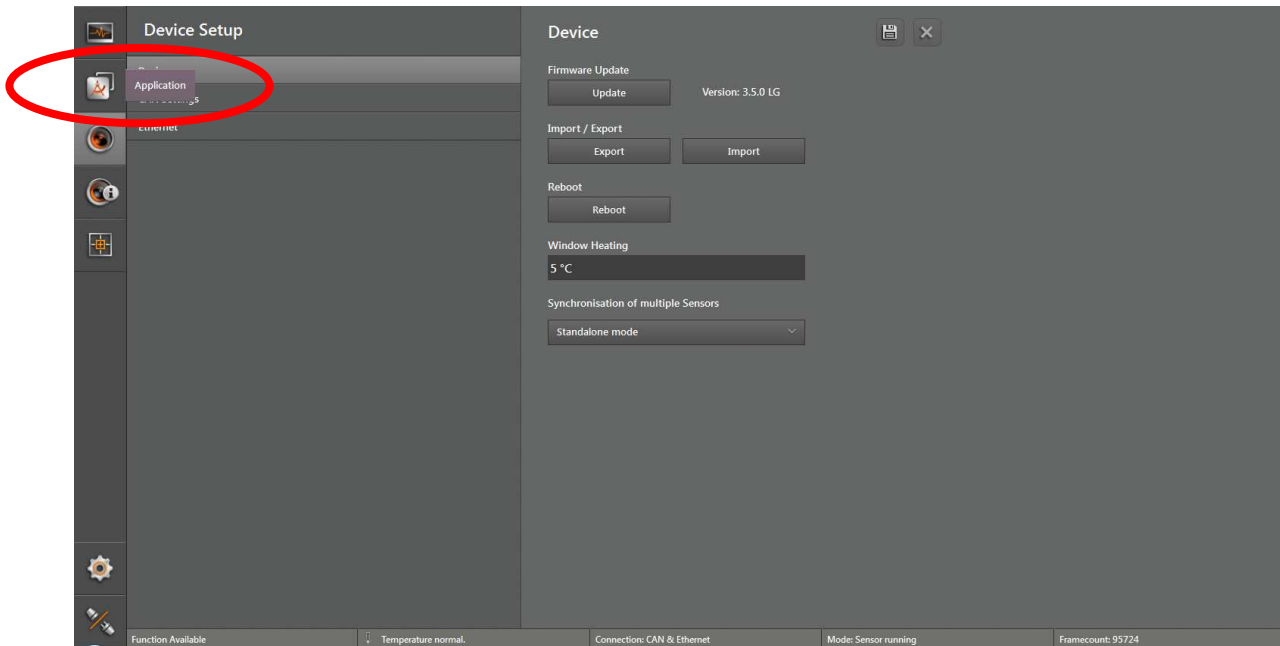 Device Setup
Application
Settings
Ethernet
Device
Firmware Update
Update Version: 3.5.0 LG
Import / Export
Export Import
Reboot
Reboot
Window Heating
5 °C
Synchronisation of multiple Sensors
Standalone mode
Function Available Temperature normal. Connection: CAN & Ethernet Mode: Sensor running Framecount: 95724